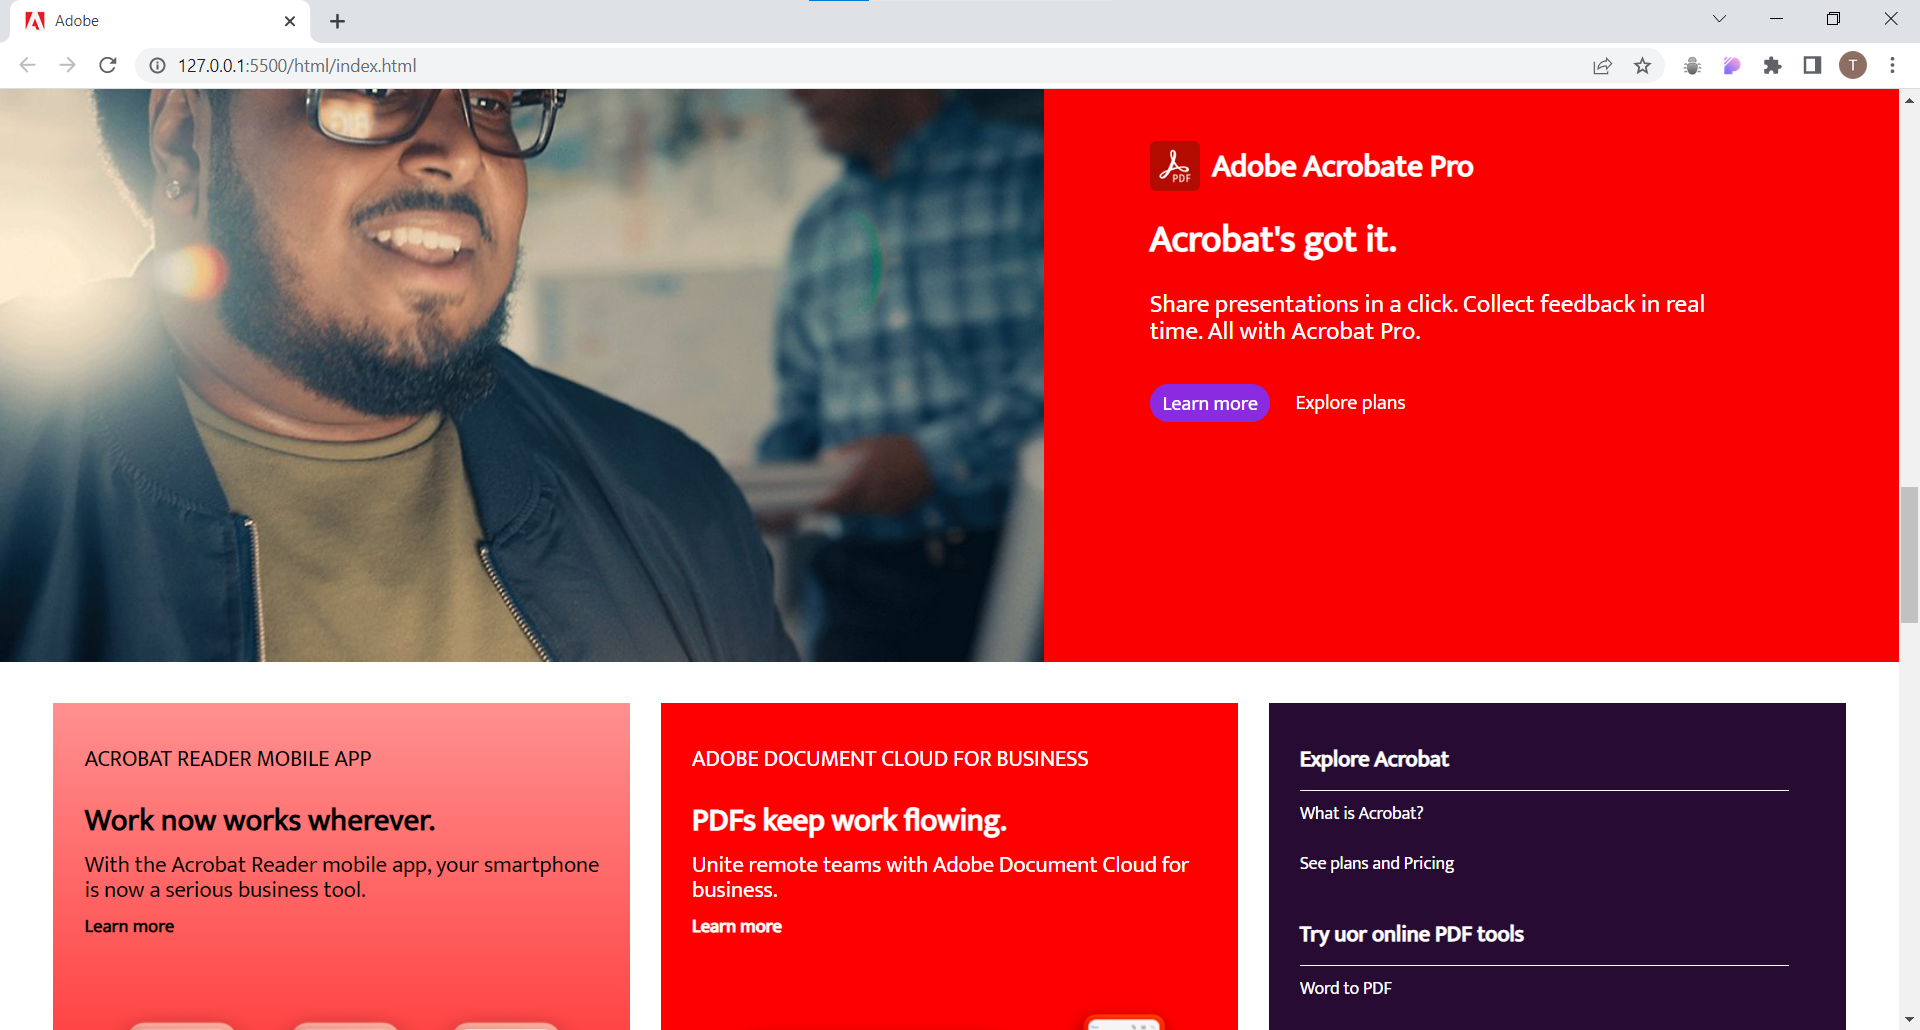 Adobe
127.0.0.1:5500/html/index.html
T
PDF
Adobe Acrobate Pro
Acrobat's got it.
Share presentations in a click. Collect feedback in real
time. All with Acrobat Pro.
Learn more
Explore plans
ACROBAT READER MOBILE APP
Work now works wherever.
With the Acrobat Reader mobile app, your smartphone
is now a serious business tool.
Learn more
ADOBE DOCUMENT CLOUD FOR BUSINESS
PDFs keep work flowing.
Unite remote teams with Adobe Document Cloud for
business.
Learn more
Explore Acrobat
What is Acrobat?
See plans and Pricing
Try uor online PDF tools
Word to PDF